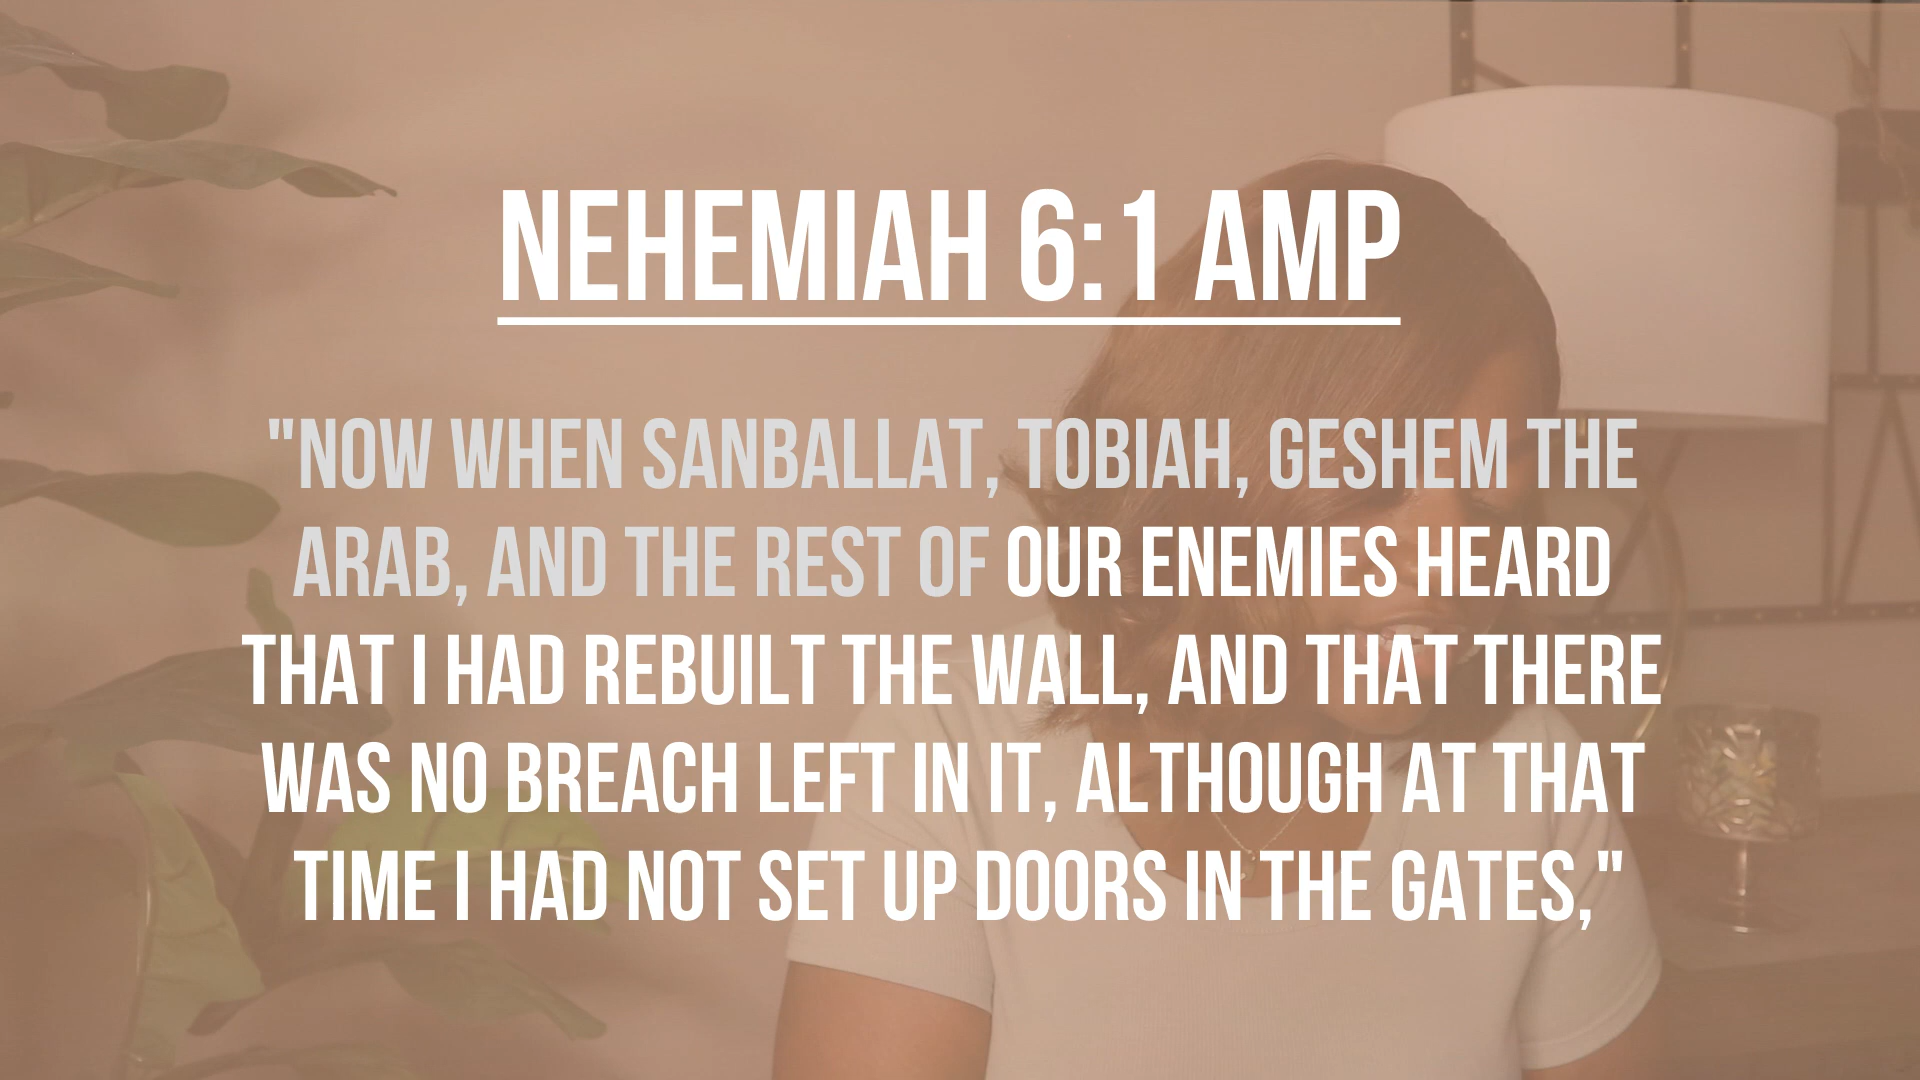 NEHEMIAH 6:1 AMP
"NOW WHEN SANBALLAT, TOBIAH, GESHEM THE
ARAB, AND THE REST OF OUR ENEMIES HEARD
THAT I HAD REBUILT THE WALL, AND THAT THERE
WAS NO BREACH LEFT IN IT, ALTHOUGH AT THAT
TIME I HAD NOT SET UP DOORS IN THE GATES,"